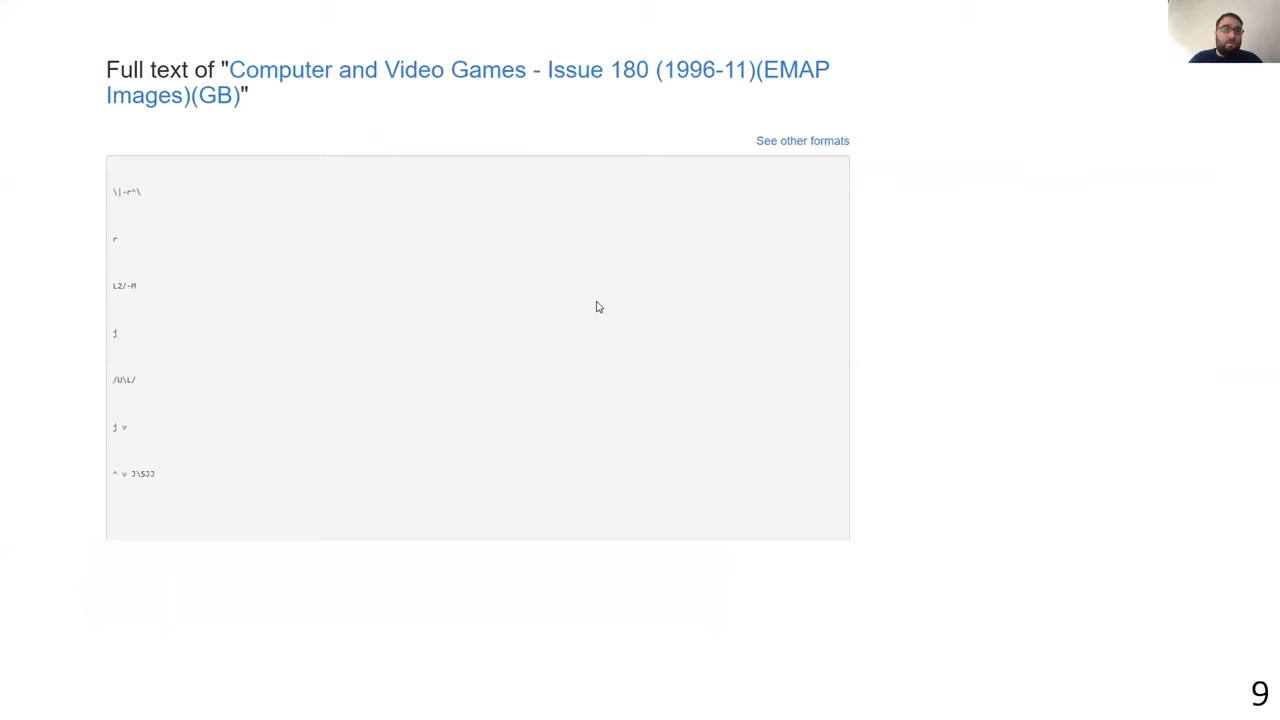 Full text of "Computer and Video Games - Issue 180 (1996-11)(EMAP
Images)(GB)"
See other formats
\|-r^\
r
L2/-M
j
/U\L/
j v
^ v J\SJJ
9